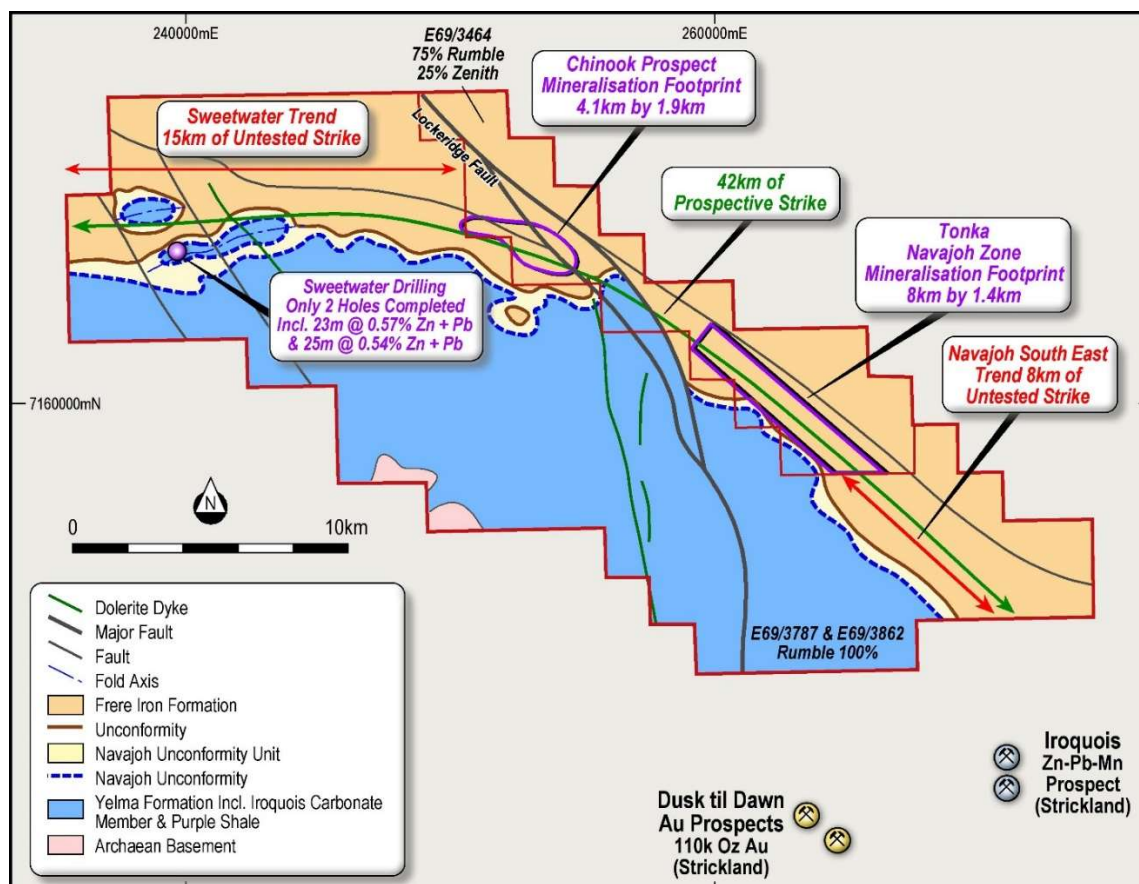 240000mE
260000mE
E69/3464
75% Rumble
25% Zenith
Chinook Prospect
Mineralisation Footprint
4.1km by 1.9km
Sweetwater Trend
15km of Untested Strike
Lockeridge Fault
42km of
Prospective Strike
Tonka
Navajoh Zone
Mineralisation Footprint
8km by 1.4km
Sweetwater Drilling
Only 2 Holes Completed
Incl. 23m @ 0.57% Zn + Pb
& 25m @ 0.54% Zn + Pb
Navajoh South East
Trend 8km of
Untested Strike
7160000mN
N
0
10km
Dolerite Dyke
Major Fault
Fault
Fold Axis
Frere Iron Formation
Unconformity
Navajoh Unconformity Unit
Navajoh Unconformity
Yelma Formation Incl. Iroquois Carbonate
Member & Purple Shale
Archaean Basement
E69/3787 & E69/3862
Rumble 100%
Iroquois
Zn-Pb-Mn
Prospect
(Strickland)
Dusk til Dawn
Au Prospects
110k Oz Au
(Strickland)